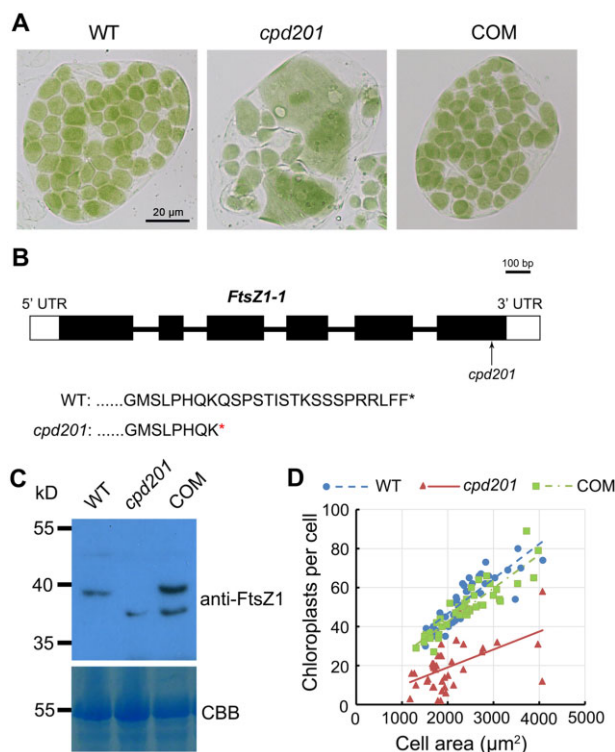 A
WT
cpd201
COM
20 µm
B
100 bp
5' UTR
FtsZ1-1
3' UTR
cpd201
WT: ......GMSLPHQKQSPSTISTKSSSPRRLFF*
cpd201: ......GMSLPHQK*
C
kD
WT
cpd201
COM
55
40
35
anti-FtsZ1
55
CBB
D
WT
cpd201
COM
Chloroplasts per cell
100
80
60
40
20
0
0 1000 2000 3000 4000 5000
Cell area (µm²)